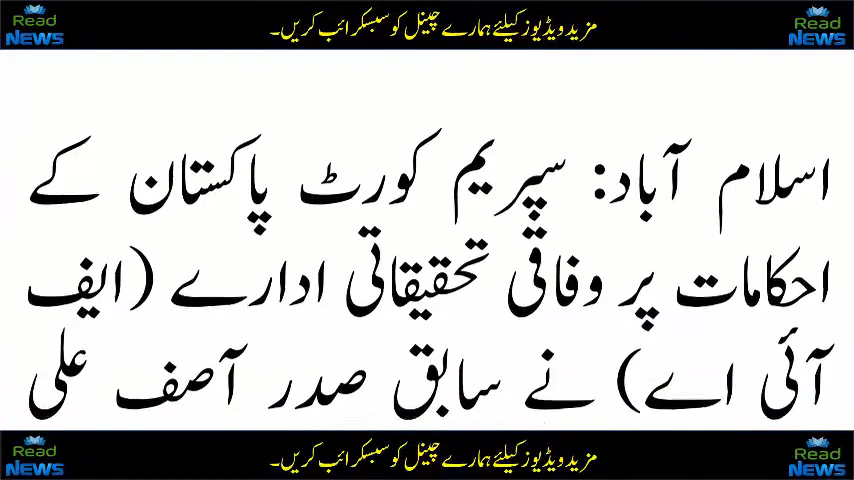 Read NEWS
مزید ویڈیوز کیلئے ہمارے چینل کو سبسکرائب کریں۔
Read NEWS
اسلام آباد: سپریم کورٹ پاکستان کے
احکامات پر وفاقی تحقیقاتی ادارے (ایف
آئی اے) نے سابق صدر آصف علی
Read NEWS
مزید ویڈیوز کیلئے ہمارے چینل کو سبسکرائب کریں۔
Read NEWS